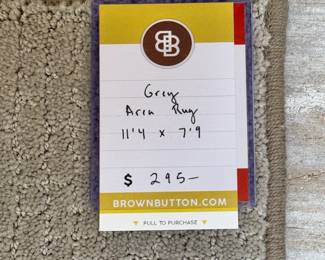 BB
Grey
Area Rug
11'4 x 7'9
$ 295–
BROWNBUTTON.COM
PULL TO PURCHASE